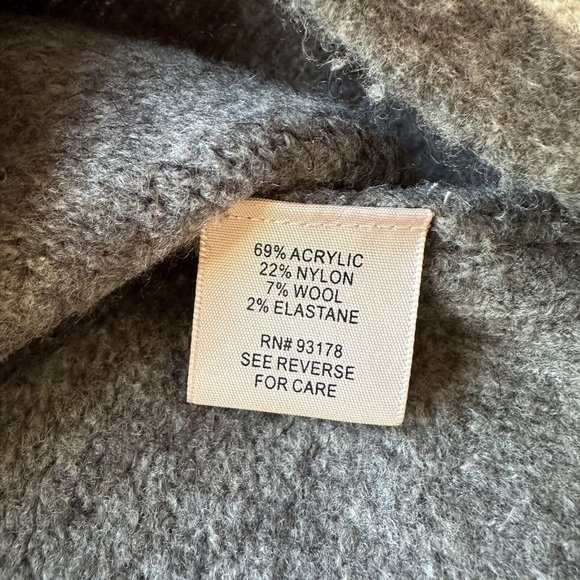 69% ACRYLIC
22% NYLON
7% WOOL
2% ELASTANE
RN# 93178
SEE REVERSE
FOR CARE